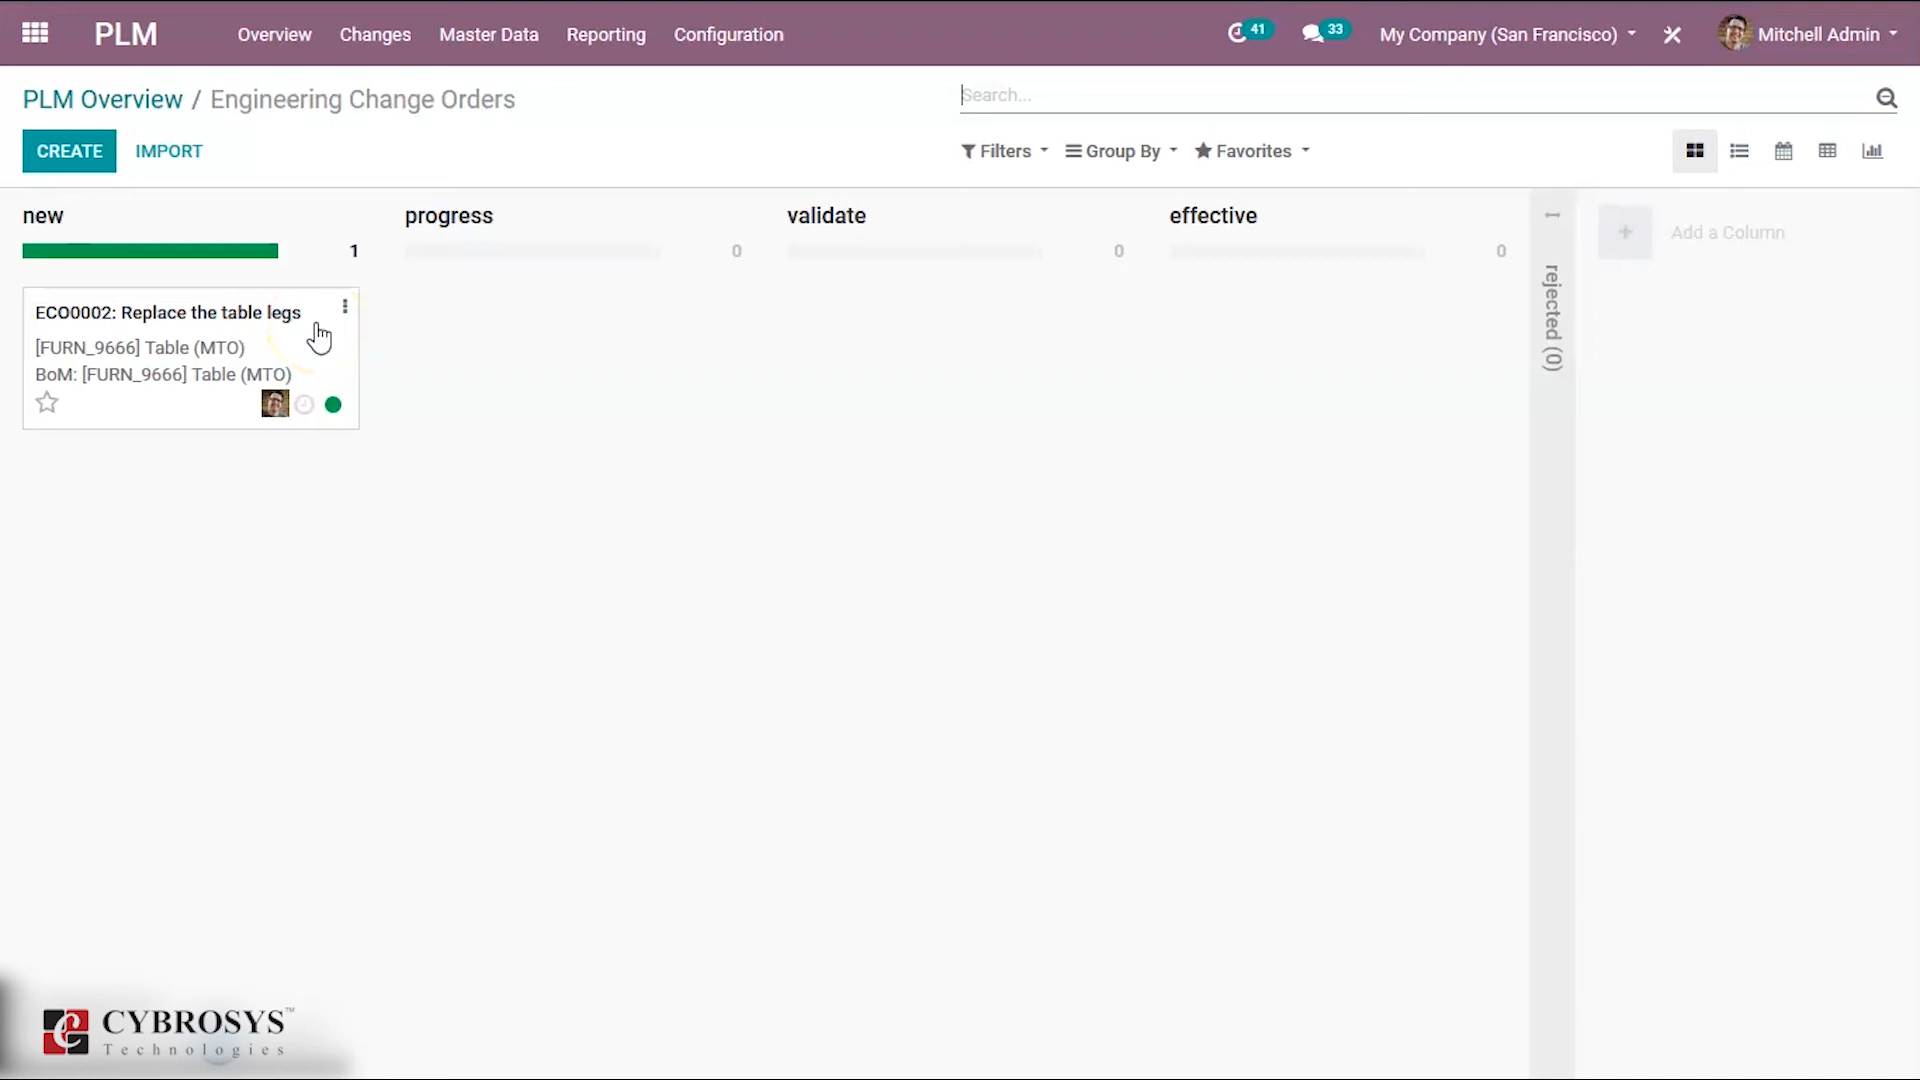 PLM
Overview
Changes
Master Data
Reporting
Configuration
41
33
My Company (San Francisco)
Mitchell Admin
PLM Overview / Engineering Change Orders
Search...
CREATE
IMPORT
Filters
Group By
Favorites
new
progress
validate
effective
1
0
0
0
rejected (0)
Add a Column
ECO0002: Replace the table legs
[FURN_9666] Table (MTO)
BoM: [FURN_9666] Table (MTO)
CYBROSYS™
Technologies